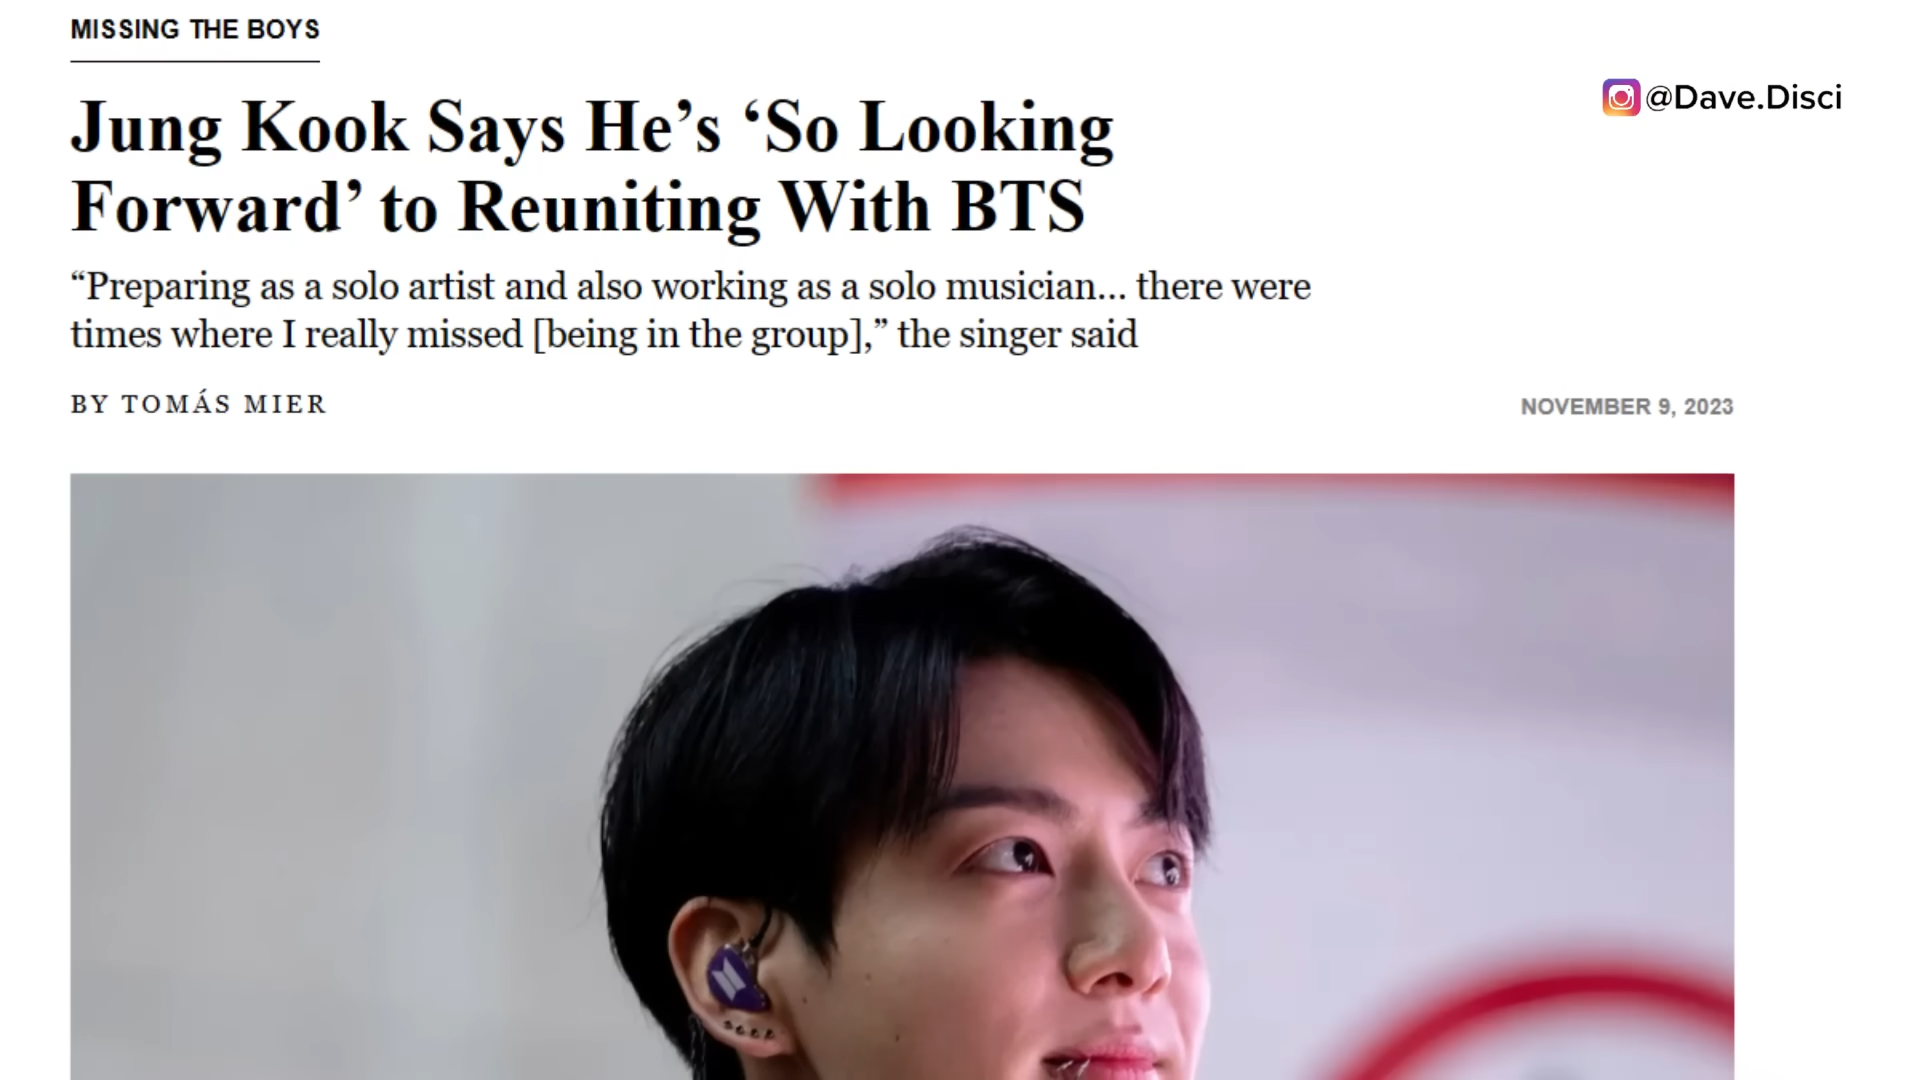 MISSING THE BOYS
@Dave.Disci
Jung Kook Says He’s ‘So Looking
Forward’ to Reuniting With BTS
“Preparing as a solo artist and also working as a solo musician... there were
times where I really missed [being in the group],” the singer said
BY TOMÁS MIER
NOVEMBER 9, 2023